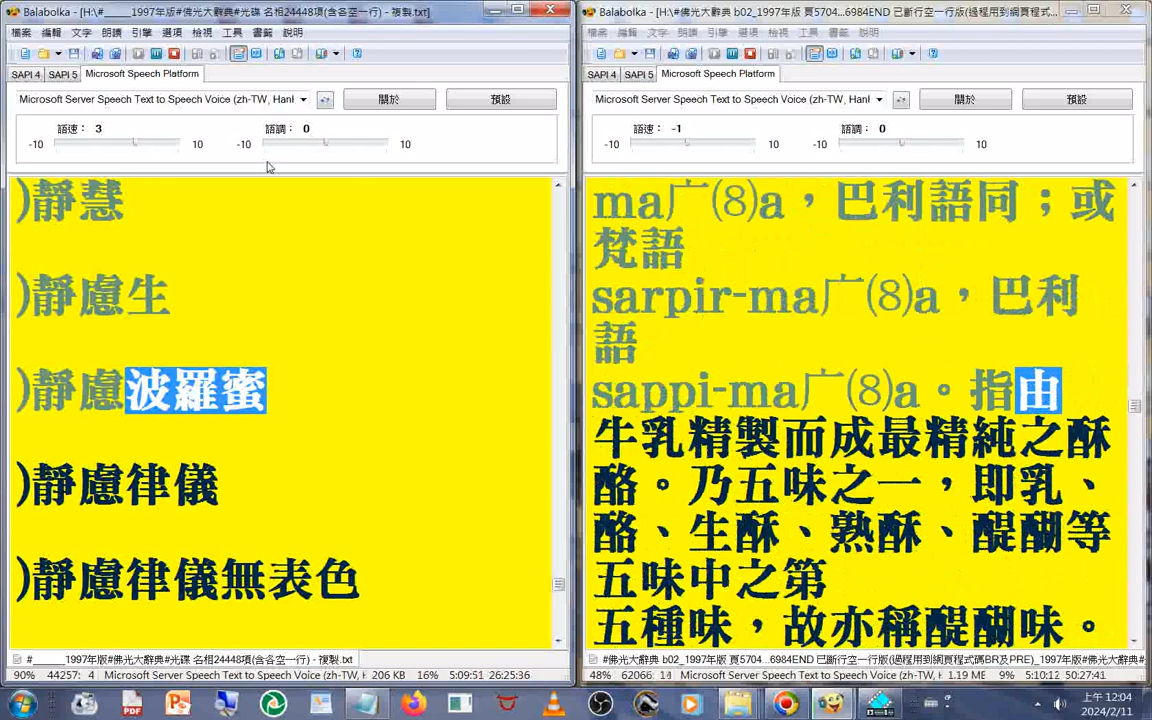 Balabolka - [H:\#_____1997年版#佛光大辭典#光碟 名相24448項(含各空一行) - 複製.txt]
檔案 編輯 文字 朗讀 引擎 選項 檢視 工具 書籤 說明
SAPI 4 SAPI 5 Microsoft Speech Platform
Microsoft Server Speech Text to Speech Voice (zh-TW, Hanl
關於 預設
語速： 3 語調： 0
-10 10 -10 10
)靜慧
)靜慮生
)靜慮波羅蜜
)靜慮律儀
)靜慮律儀無表色
#_____1997年版#佛光大辭典#光碟 名相24448項(含各空一行) - 複製.txt
90% 44257: 4 Microsoft Server Speech Text to Speech Voice (zh-TW, H 16% 206 KB 5:09:51 26:25:36
Balabolka - [H:\#佛光大辭典 b02_1997年版 頁5704...6984END 已斷行空一行版(過程用到網頁程式...
檔案 編輯 文字 朗讀 引擎 選項 檢視 工具 書籤 說明
SAPI 4 SAPI 5 Microsoft Speech Platform
Microsoft Server Speech Text to Speech Voice (zh-TW, Hanl
關於 預設
語速： -1 語調： 0
-10 10 -10 10
ma广⑻a，巴利語同；或
梵語
sarpir-ma广⑻a，巴利
語
sappi-ma广⑻a。指由
牛乳精製而成最精純之酥
酪。乃五味之一，即乳、
酪、生酥、熟酥、醍醐等
五味中之第
五種味，故亦稱醍醐味。
#佛光大辭典 b02_1997年版 頁5704...6984END 已斷行空一行版(過程用到網頁程式碼BR及PRE)_1997年版#佛光大辭典#
48% 62066: 14 Microsoft Server Speech Text to Speech Voice (zh-TW, H 9% 1.19 MB 5:10:12 50:27:41
上午 12:04
2024/2/11